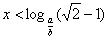 x < log_{a/b} (√2 − 1)